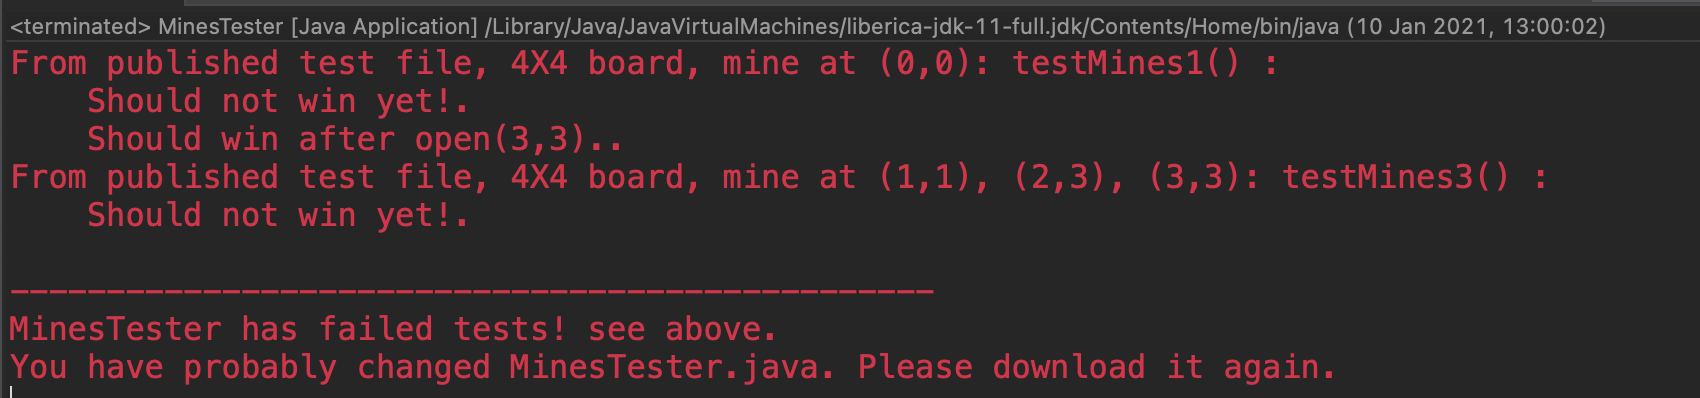 <terminated> MinesTester [Java Application] /Library/Java/JavaVirtualMachines/liberica-jdk-11-full.jdk/Contents/Home/bin/java (10 Jan 2021, 13:00:02)
From published test file, 4X4 board, mine at (0,0): testMines1() :
    Should not win yet!.
    Should win after open(3,3)..
From published test file, 4X4 board, mine at (1,1), (2,3), (3,3): testMines3() :
    Should not win yet!.
------------------------------------------------
MinesTester has failed tests! see above.
You have probably changed MinesTester.java. Please download it again.